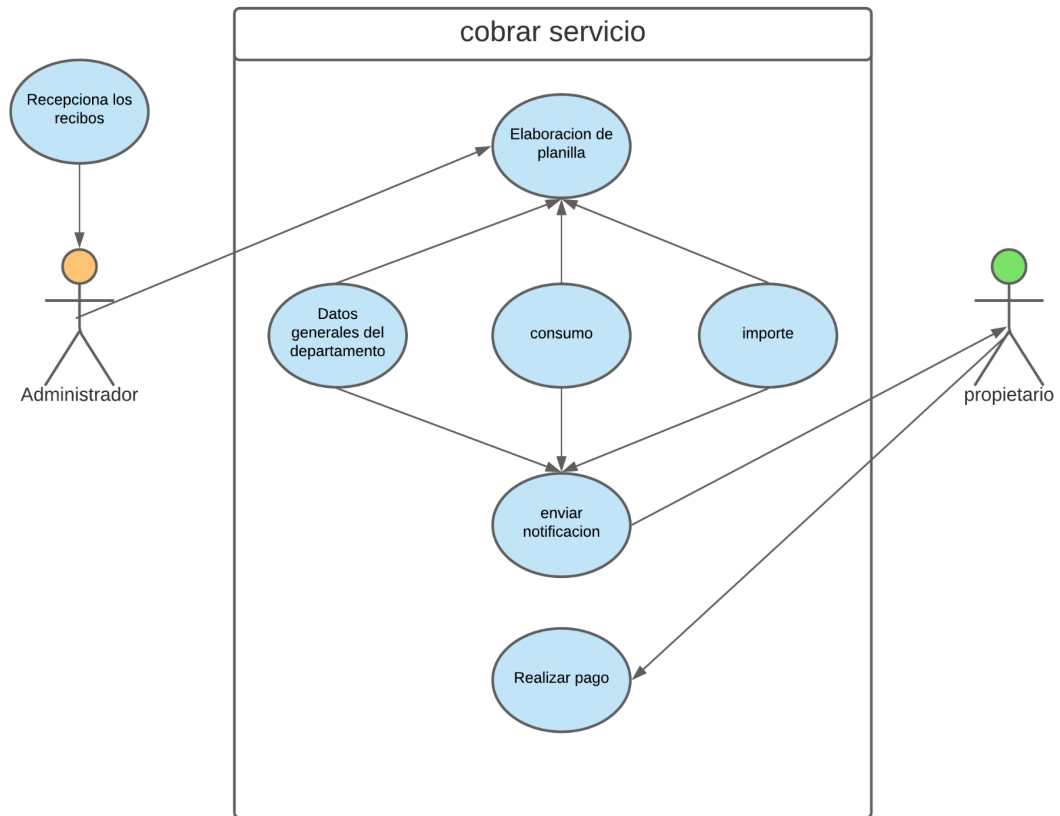 cobrar servicio
Recepciona los
recibos
Elaboracion de
planilla
Datos
generales del
departamento
consumo
importe
Administrador
propietario
enviar
notificacion
Realizar pago